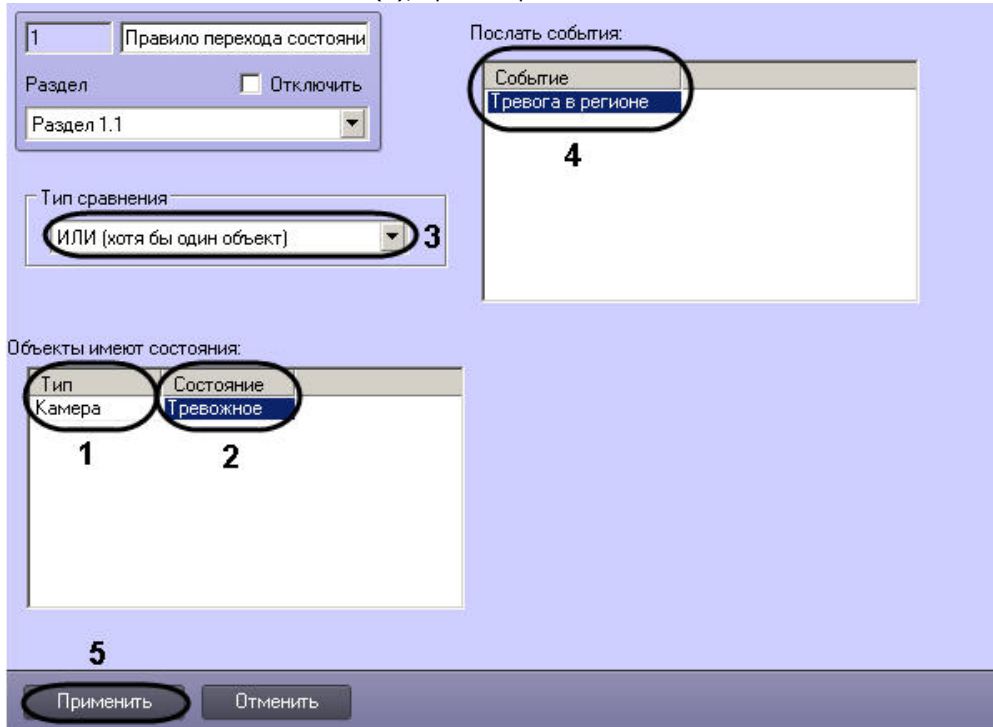 1
Правило перехода состояни
Раздел
Отключить
Раздел 1.1
Тип сравнения
ИЛИ (хотя бы один объект)
3
Послать события:
Событие
Тревога в регионе
4
Объекты имеют состояния:
Тип Состояние
Камера Тревожное
1 2
5
Применить Отменить